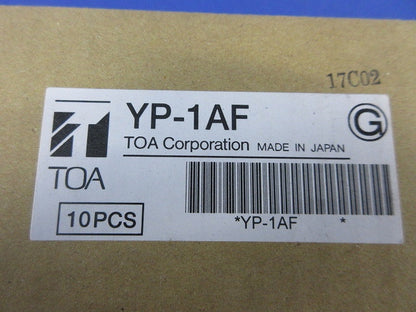 17C02
YP-1AF
G
TOA Corporation MADE IN JAPAN
TOA
10PCS
*YP-1AF *